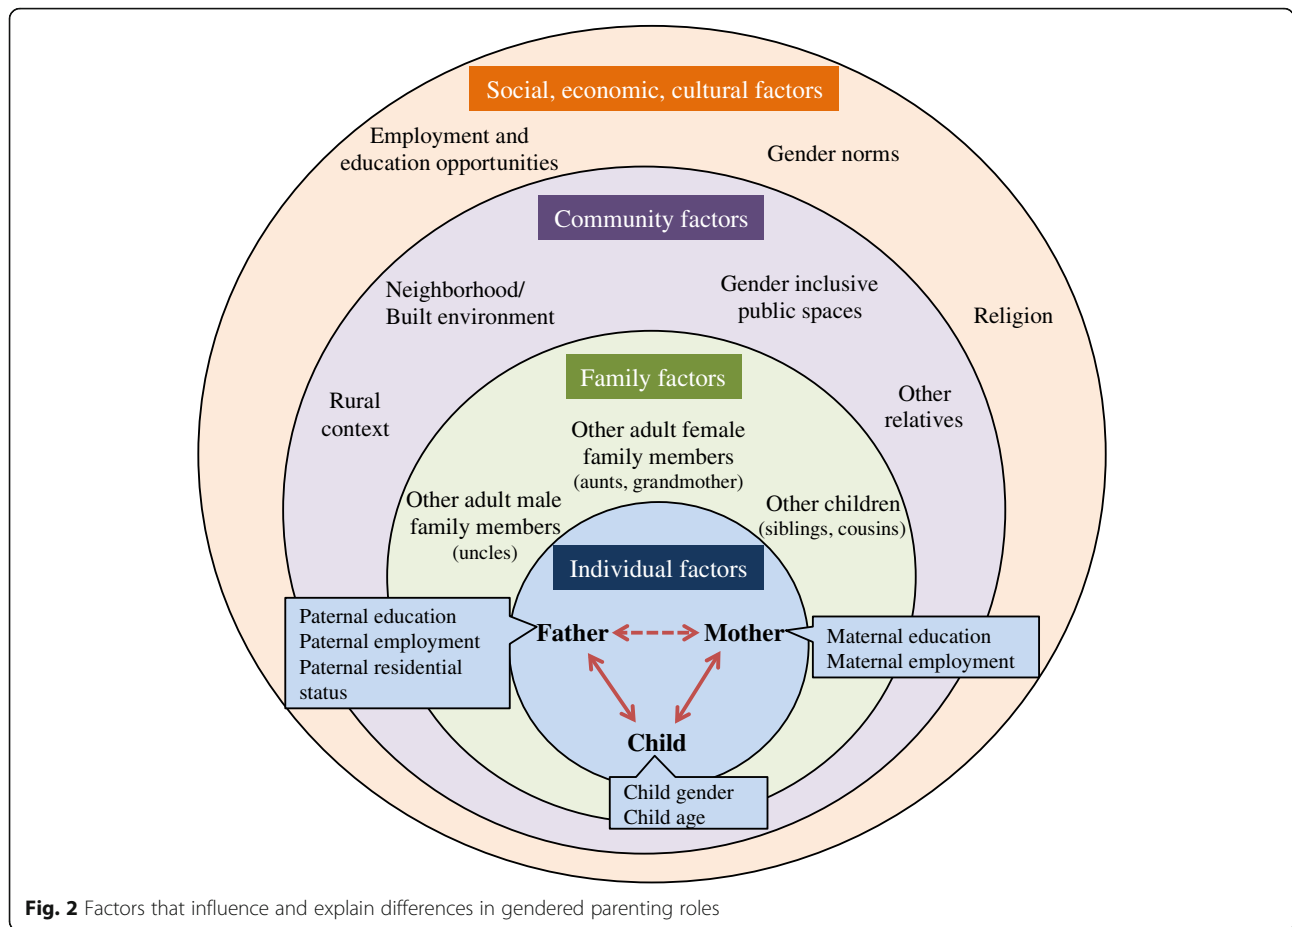 Social, economic, cultural factors
Employment and
education opportunities
Gender norms
Community factors
Neighborhood/
Built environment
Gender inclusive
public spaces
Religion
Family factors
Rural
context
Other
relatives
Other adult female
family members
(aunts, grandmother)
Other adult male
family members
(uncles)
Other children
(siblings, cousins)
Individual factors
Paternal education
Paternal employment
Paternal residential
status
Father
Mother
Maternal education
Maternal employment
Child
Child gender
Child age
Fig. 2 Factors that influence and explain differences in gendered parenting roles